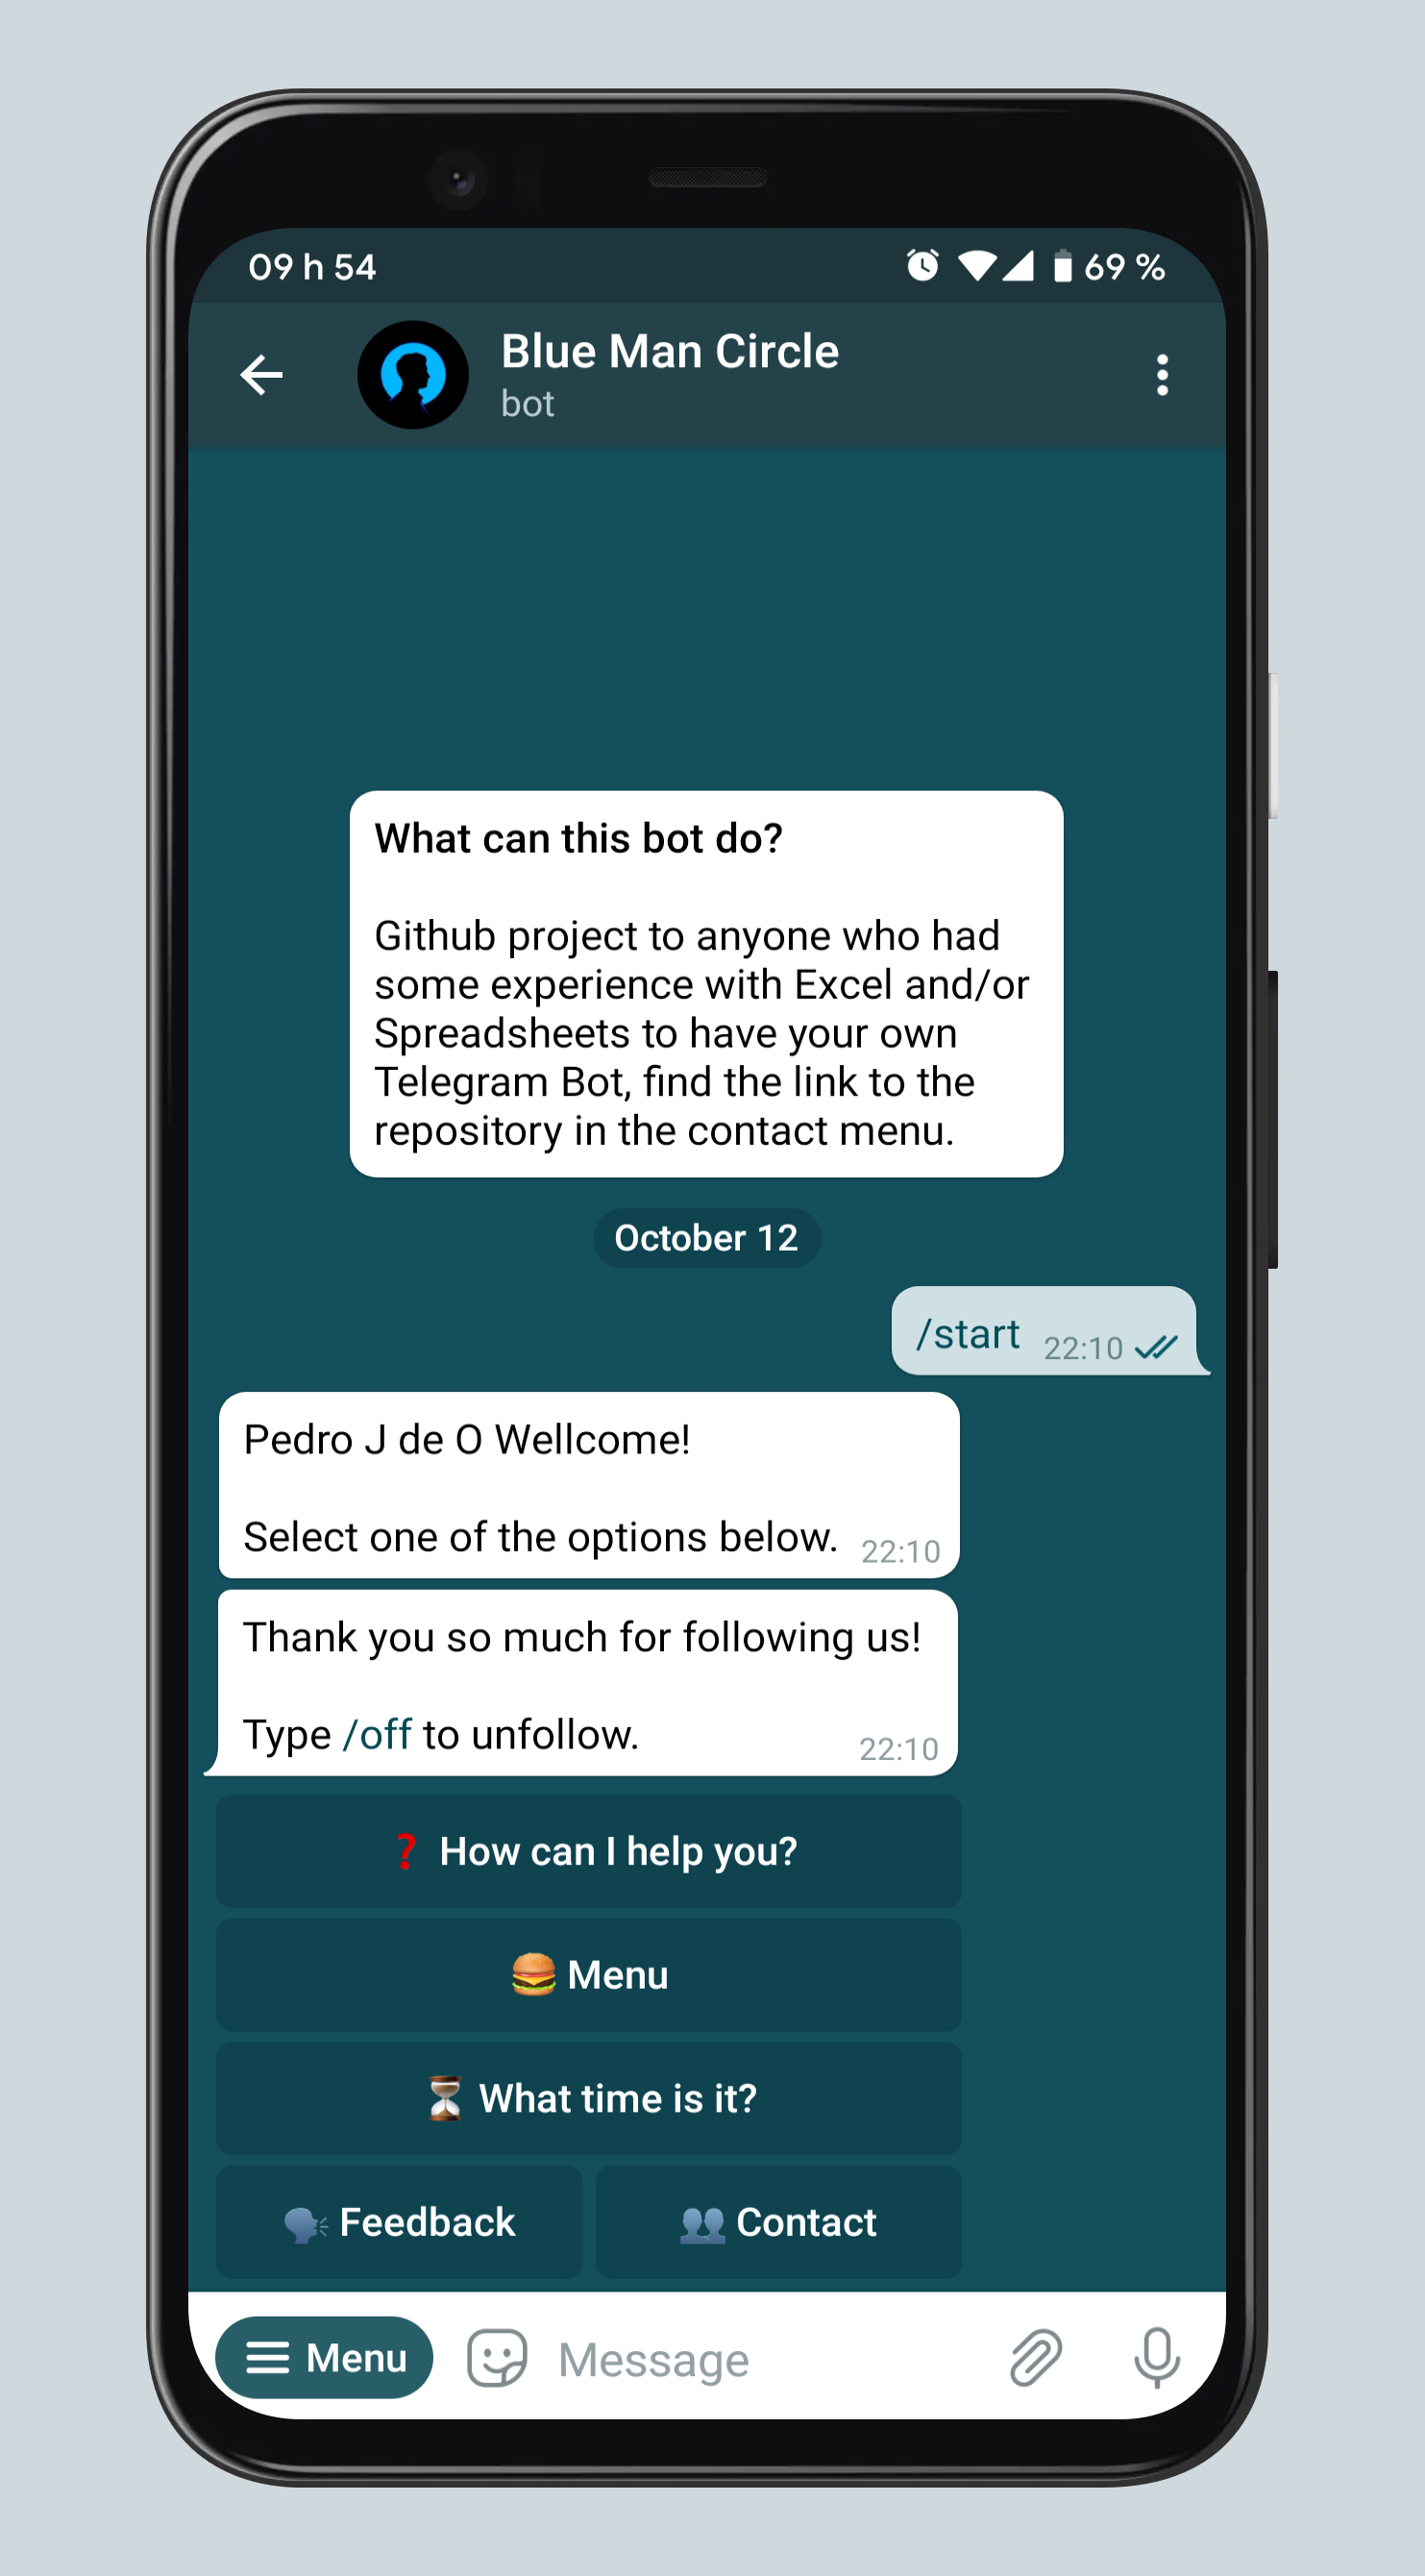 09 h 54
69 %
Blue Man Circle
bot
What can this bot do?
Github project to anyone who had
some experience with Excel and/or
Spreadsheets to have your own
Telegram Bot, find the link to the
repository in the contact menu.
October 12
/start 22:10
Pedro J de O Wellcome!
Select one of the options below. 22:10
Thank you so much for following us!
Type /off to unfollow. 22:10
❓ How can I help you?
🍔 Menu
⏳ What time is it?
🗣 Feedback
👥 Contact
Menu
Message